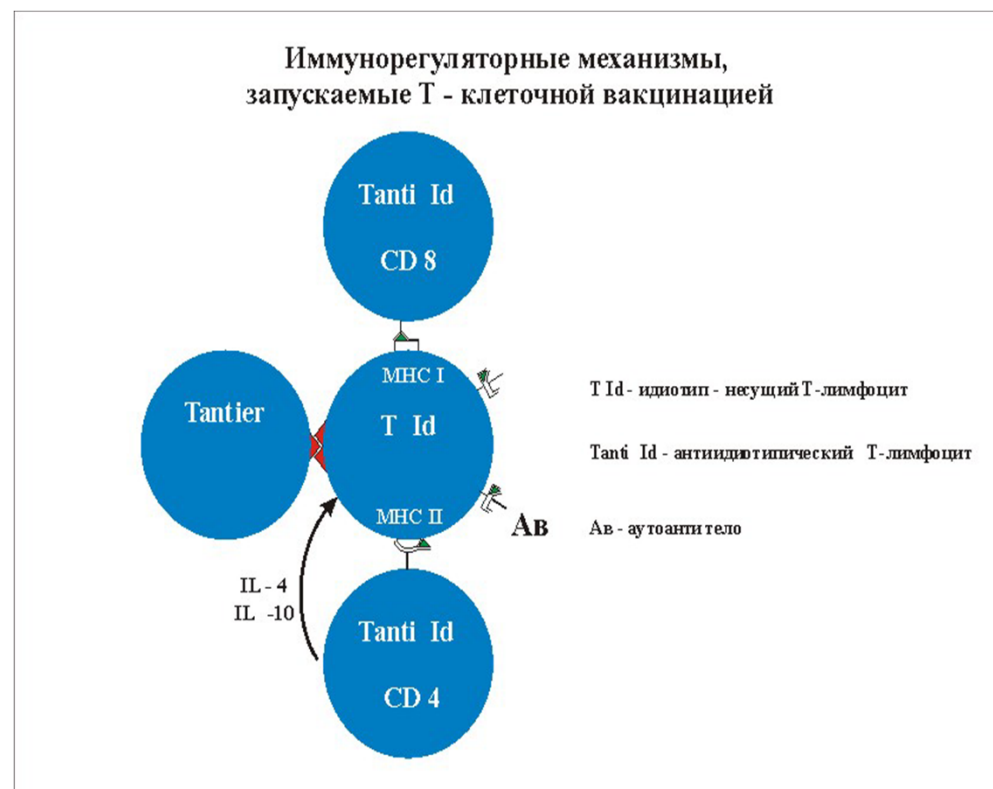 Иммунорегуляторные механизмы,
запускаемые Т - клеточной вакцинацией
Tanti Id
CD 8
MHC I
Tantier
T Id
T Id - идиотип - несущий Т-лимфоцит
Tanti Id - антиидиотипический Т-лимфоцит
MHC II
Ав
Ав - аутоантитело
IL - 4
IL -10
Tanti Id
CD 4